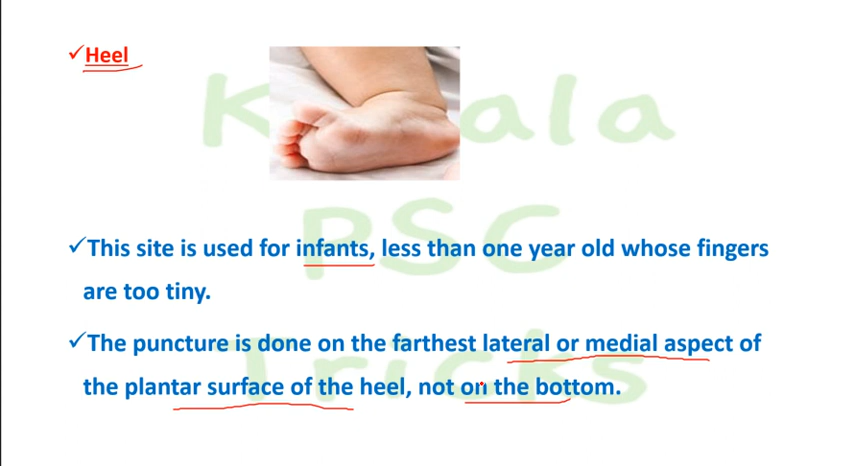 ✓Heel
✓This site is used for infants, less than one year old whose fingers
are too tiny.
✓The puncture is done on the farthest lateral or medial aspect of
the plantar surface of the heel, not on the bottom.
Kerala
PSC
Tricks